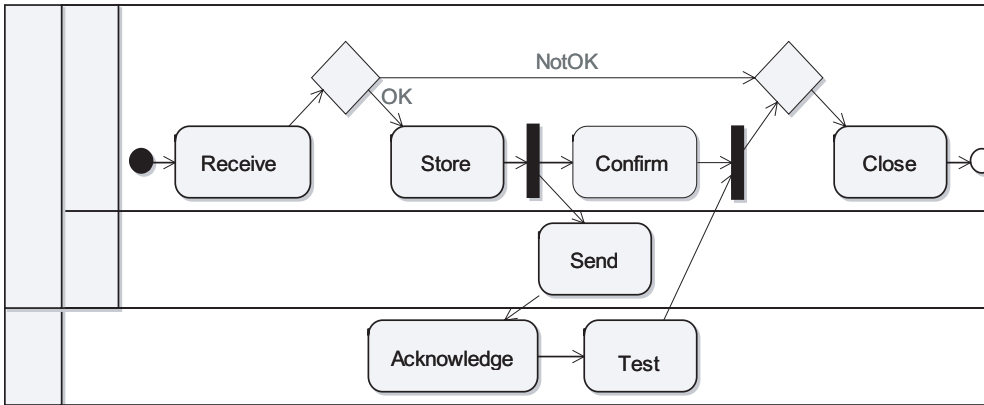 NotOK
OK
Receive
Store
Confirm
Close
Send
Acknowledge
Test